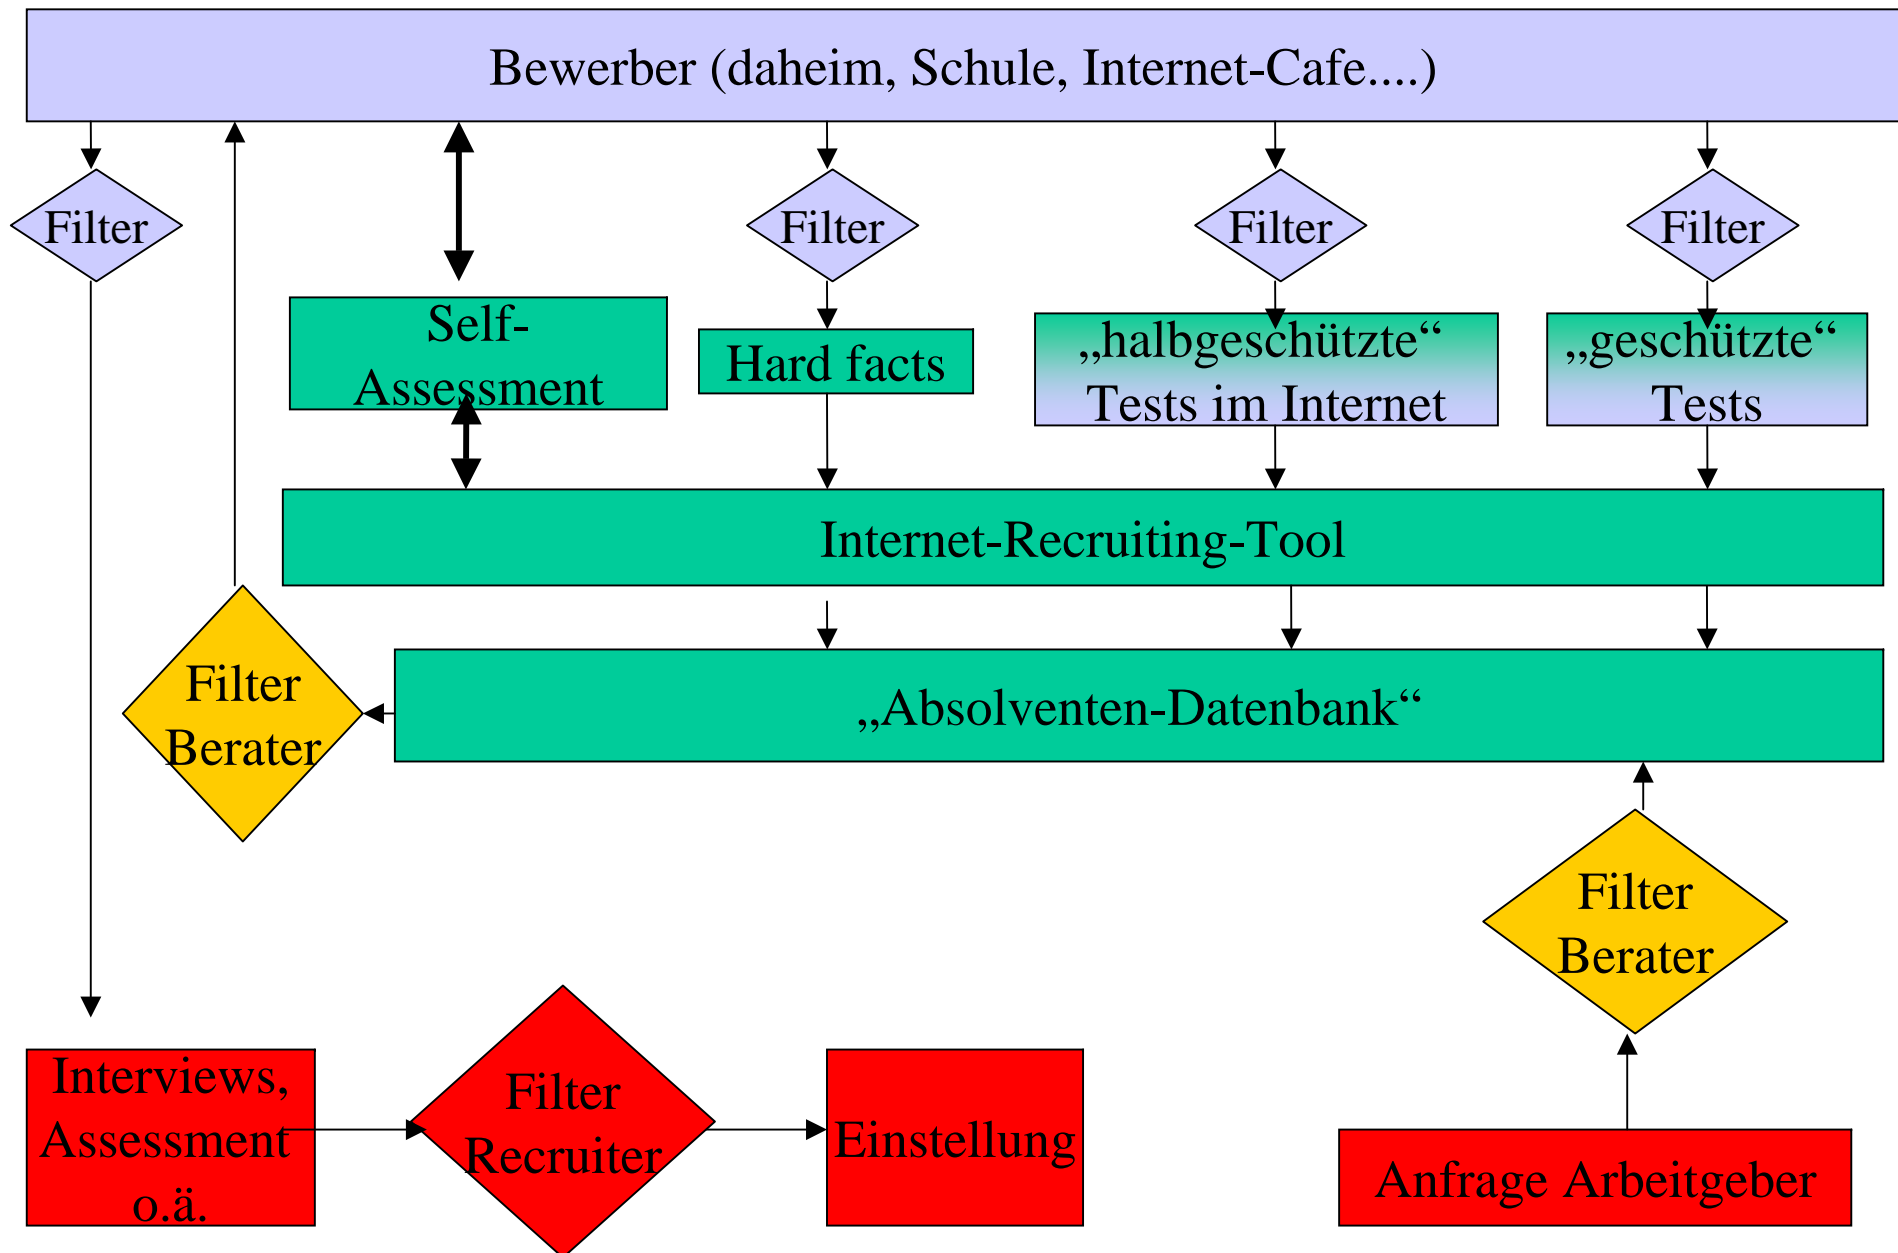 Bewerber (daheim, Schule, Internet-Cafe....)
Filter
Filter
Filter
Filter
Self-
Assessment
Hard facts
„halbgeschützte“
Tests im Internet
„geschützte“
Tests
Internet-Recruiting-Tool
Filter
Berater
„Absolventen-Datenbank“
Filter
Berater
Interviews,
Assessment
o.ä.
Filter
Recruiter
Einstellung
Anfrage Arbeitgeber